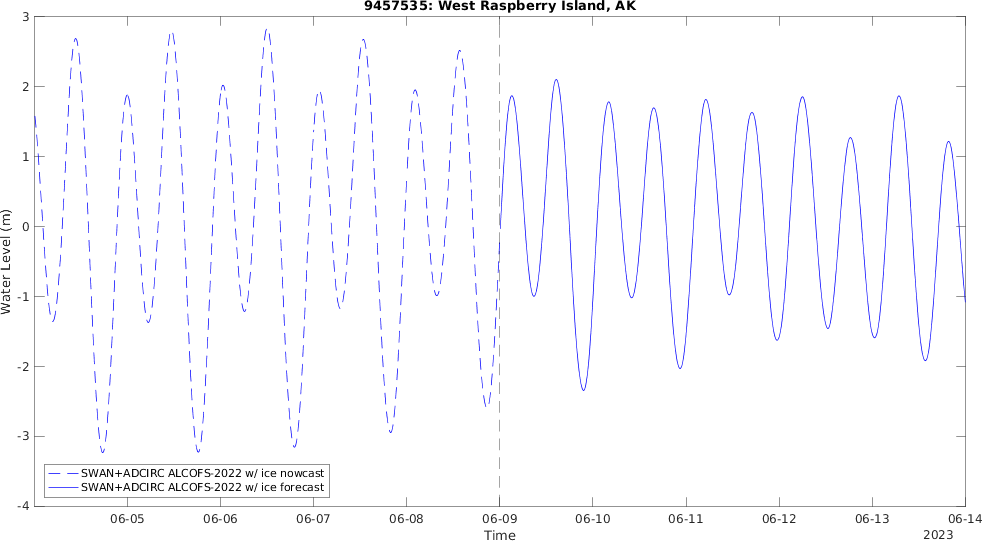 9457535: West Raspberry Island, AK
3
2
1
0
-1
-2
-3
-4
Water Level (m)
SWAN+ADCIRC ALCOFS-2022 w/ ice nowcast
SWAN+ADCIRC ALCOFS-2022 w/ ice forecast
06-05 06-06 06-07 06-08 06-09 06-10 06-11 06-12 06-13 06-14
Time
2023